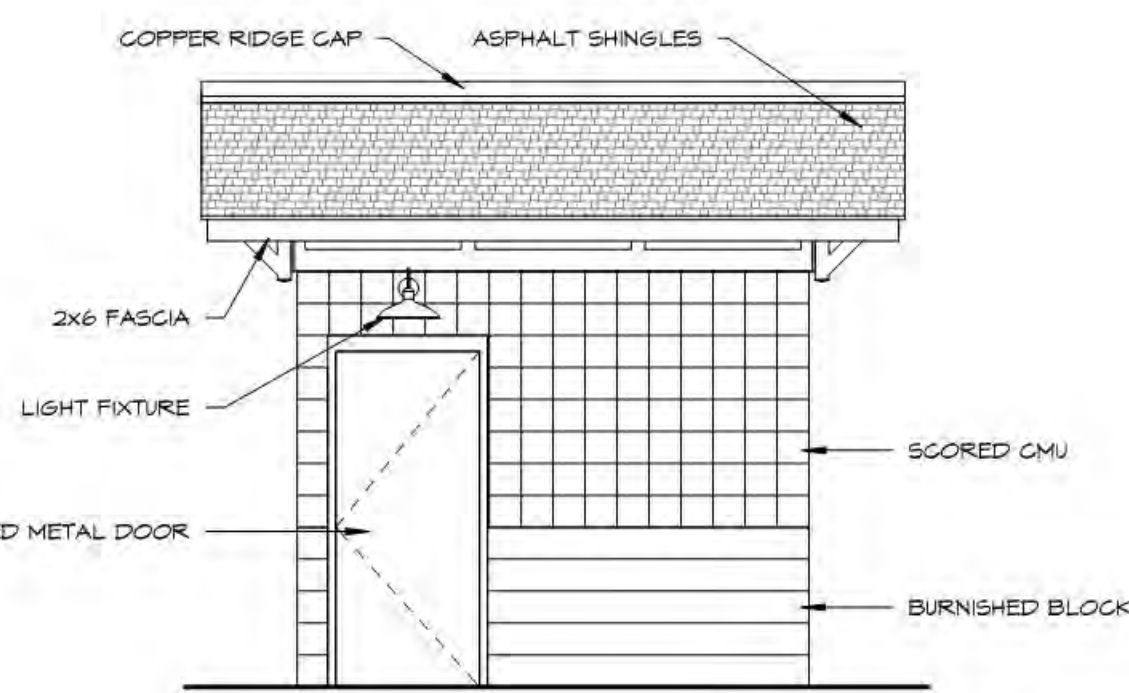 COPPER RIDGE CAP
ASPHALT SHINGLES
2x6 FASCIA
LIGHT FIXTURE
SCORED CMU
METAL DOOR
BURNISHED BLOCK